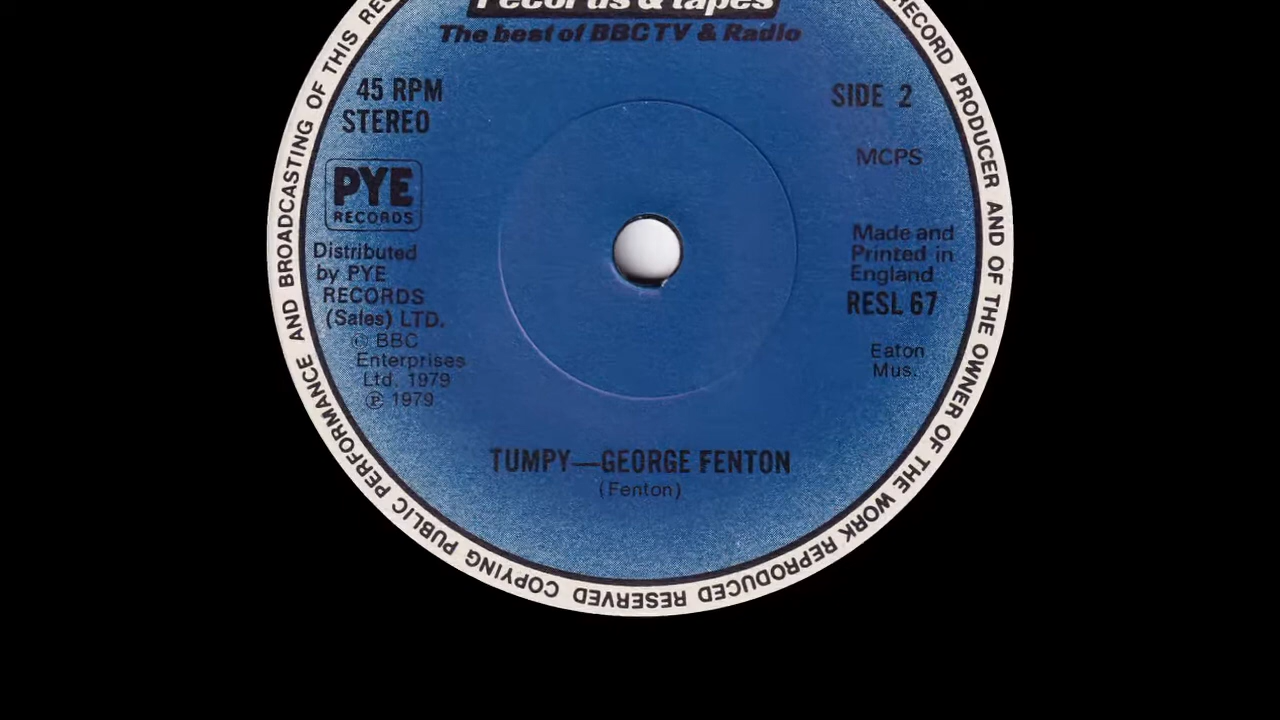 records & tapes
The best of BBC TV & Radio
45 RPM
STEREO
SIDE 2
MCPS
PYE
RECORDS
Distributed
by PYE
RECORDS
(Sales) LTD.
© BBC
Enterprises
Ltd. 1979
℗ 1979
Made and
Printed in
England
RESL 67
Eaton
Mus.
TUMPY—GEORGE FENTON
(Fenton)
RECORD PRODUCER AND OF THE OWNER OF THE WORK REPRODUCED RESERVED COPYING PUBLIC PERFORMANCE AND BROADCASTING OF THIS